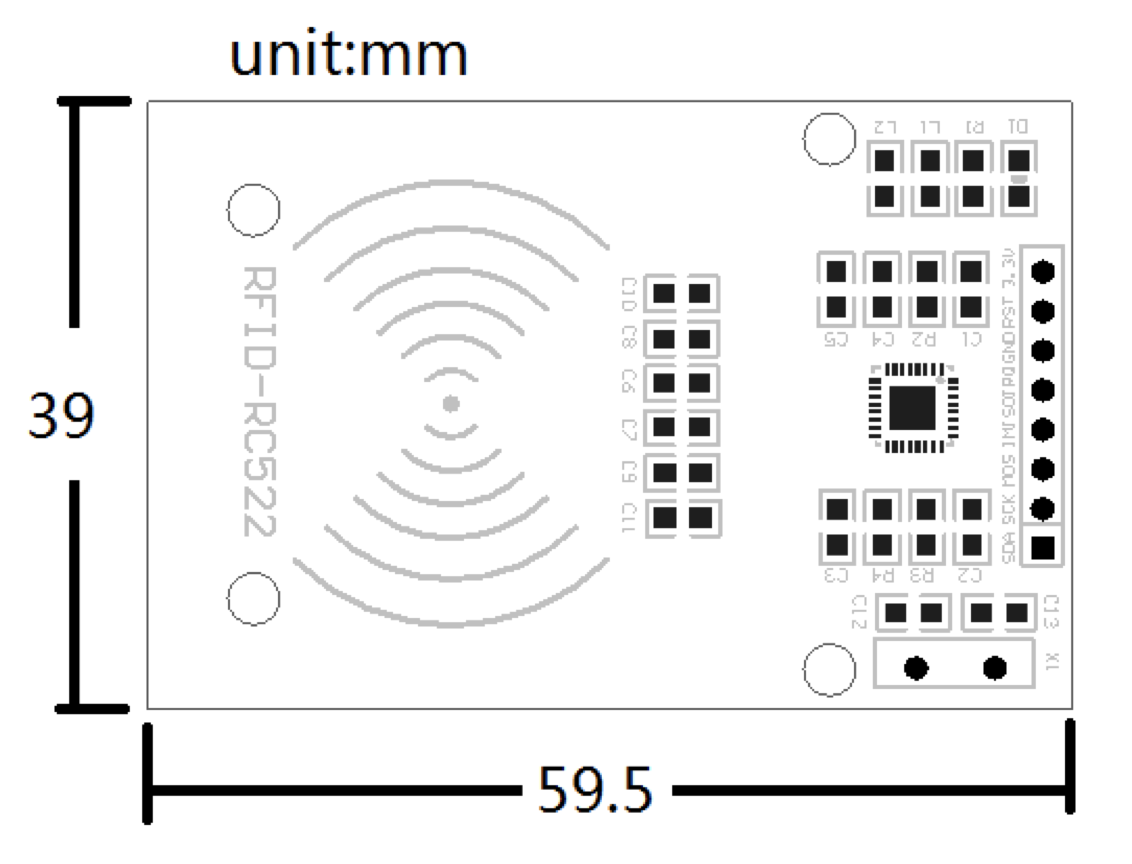 unit:mm
L2 L1 R1 D1
RFID-RC522
C10
C8
C6
C7
C9
C11
C5 C4 R2 C1
SDA SCK MOSI MISO IRQ GND RST 3.3V
C3 R4 R3 C2
C12 C13
X1
39
59.5